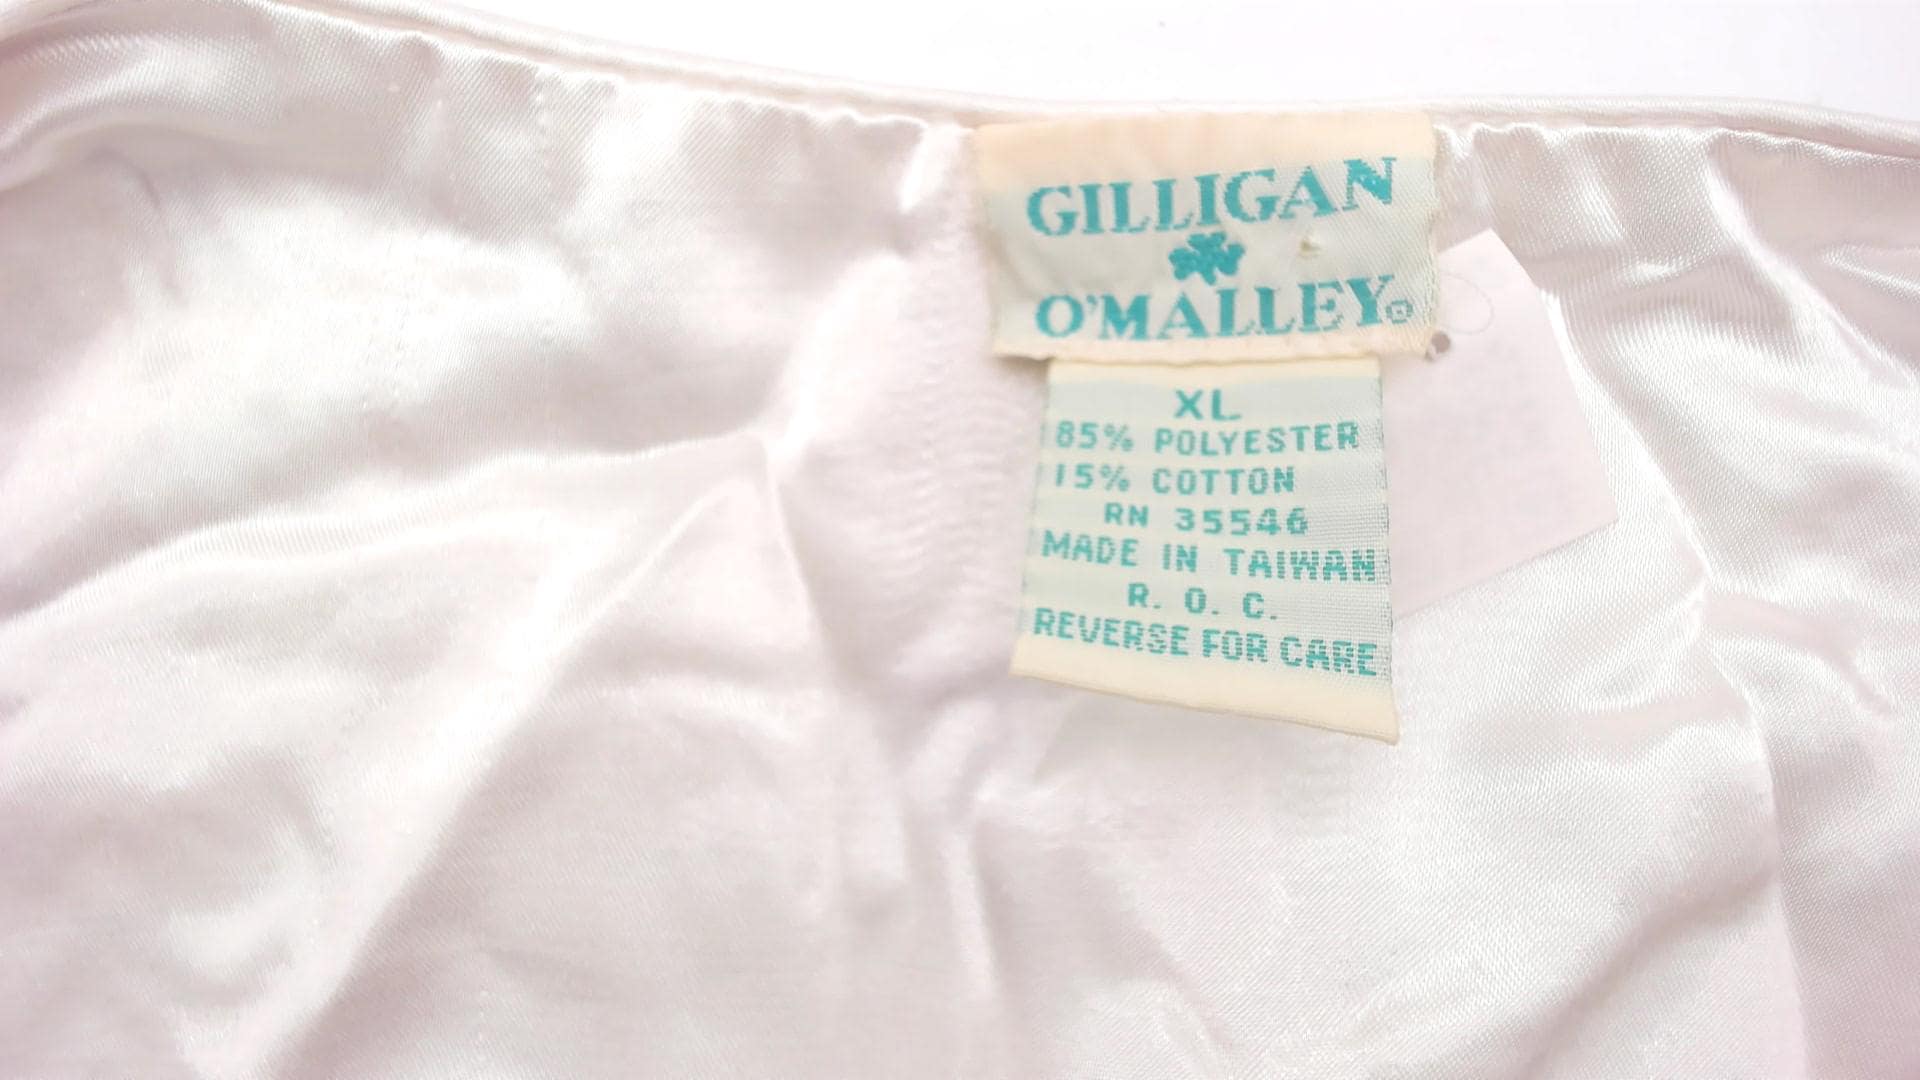 GILLIGAN
O'MALLEY®
XL
85% POLYESTER
15% COTTON
RN 35546
MADE IN TAIWAN
R. O. C.
REVERSE FOR CARE